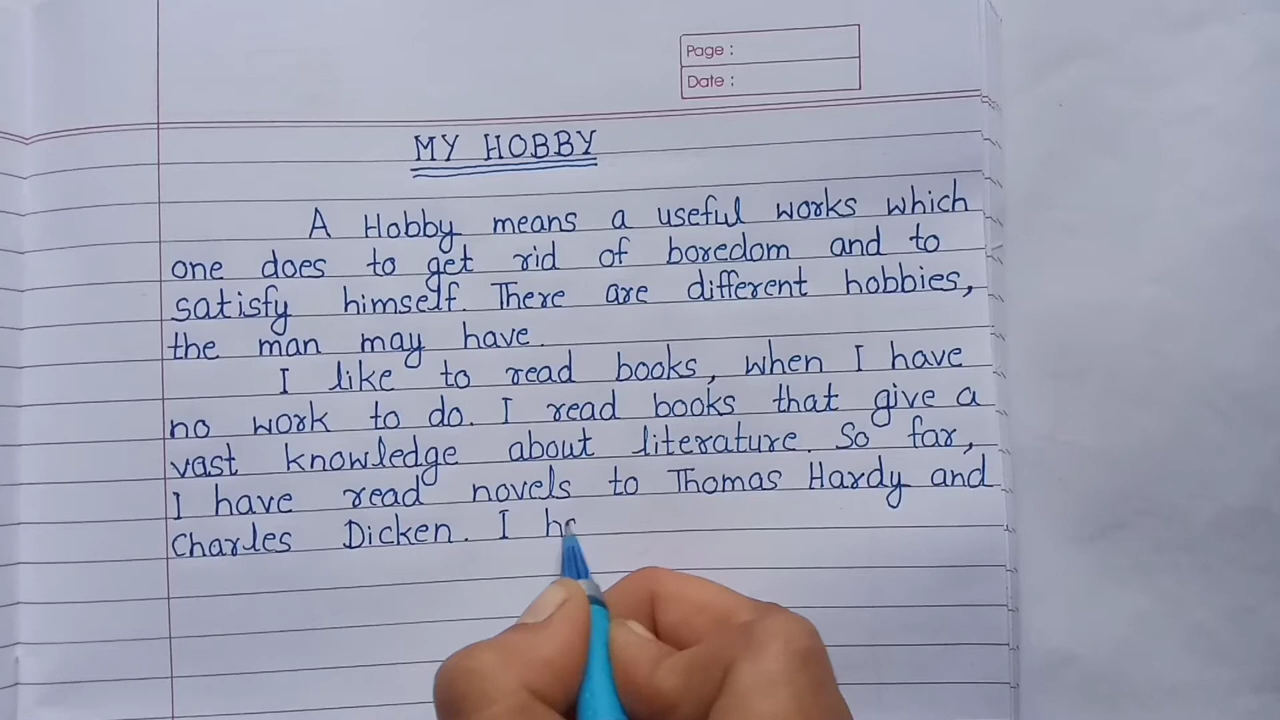 Page :
Date :
MY HOBBY
A Hobby means a useful works which
one does to get rid of boredom and to
satisfy himself. There are different hobbies,
the man may have.
I like to read books, when I have
no work to do. I read books that give a
vast knowledge about literature. So far,
I have read novels to Thomas Hardy and
Charles Dicken. I